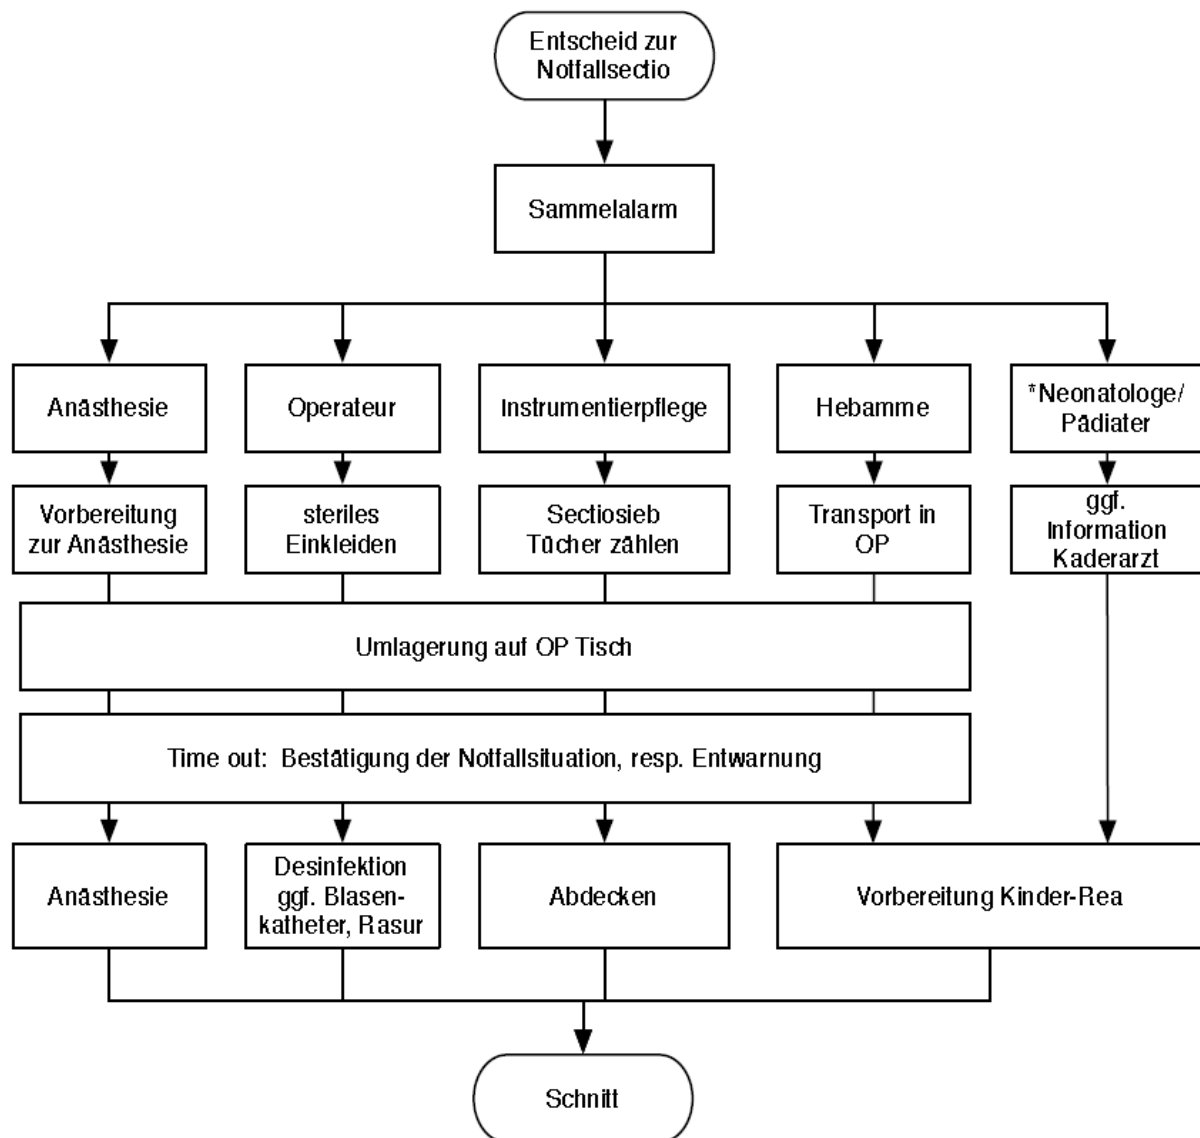 Entscheid zur
Notfallsectio
Sammelalarm
Anästhesie
Operateur
Instrumentierpflege
Hebamme
*Neonatologe/
Pädiater
Vorbereitung
zur Anästhesie
steriles
Einkleiden
Sectiosieb
Tücher zählen
Transport in
OP
ggf.
Information
Kaderarzt
Umlagerung auf OP Tisch
Time out:  Bestätigung der Notfallsituation, resp. Entwarnung
Anästhesie
Desinfektion
ggf. Blasen-
katheter, Rasur
Abdecken
Vorbereitung Kinder-Rea
Schnitt